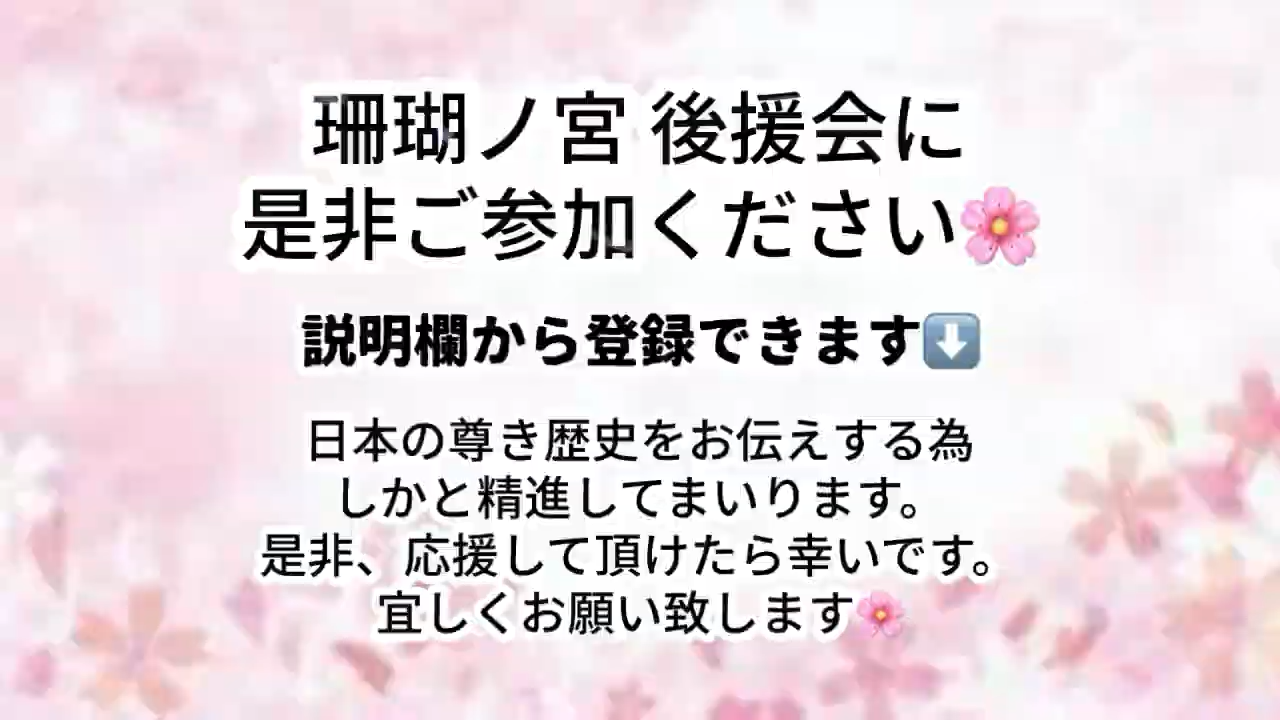 珊瑚ノ宮 後援会に
是非ご参加ください🌸
説明欄から登録できます⬇️
日本の尊き歴史をお伝えする為
しかと精進してまいります。
是非、応援して頂けたら幸いです。
宜しくお願い致します🌸